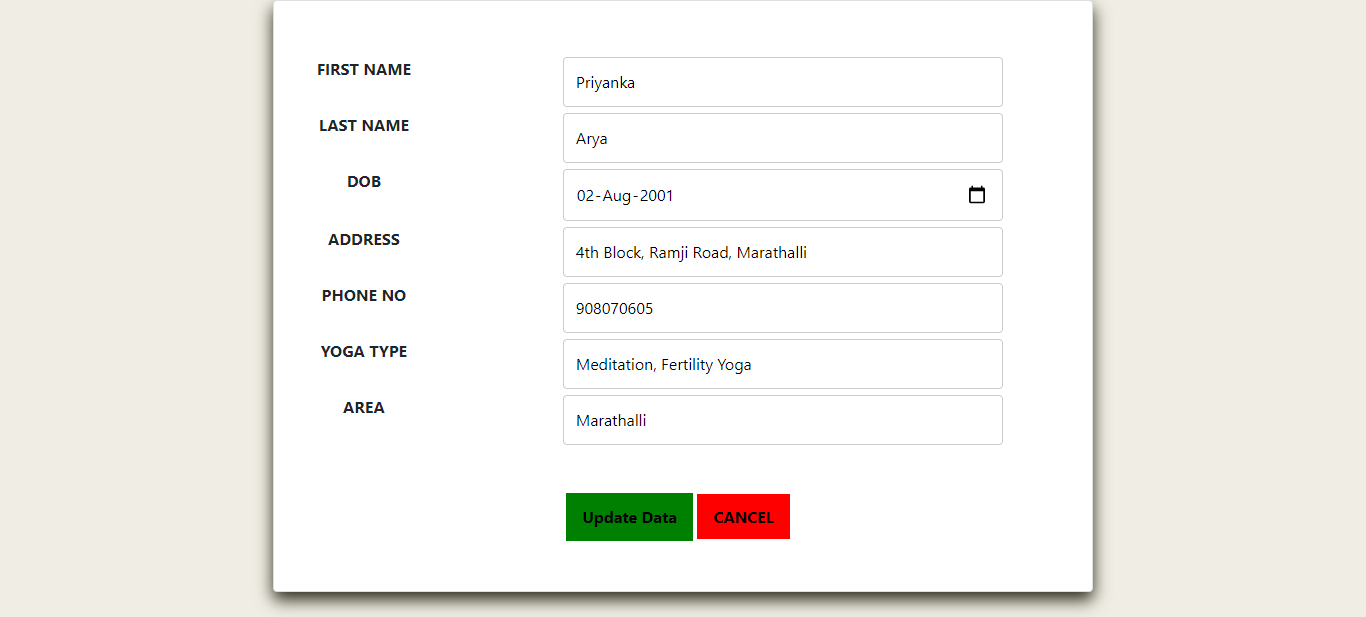 FIRST NAME Priyanka
LAST NAME Arya
DOB 02-Aug-2001
ADDRESS 4th Block, Ramji Road, Marathalli
PHONE NO 908070605
YOGA TYPE Meditation, Fertility Yoga
AREA Marathalli
Update Data CANCEL